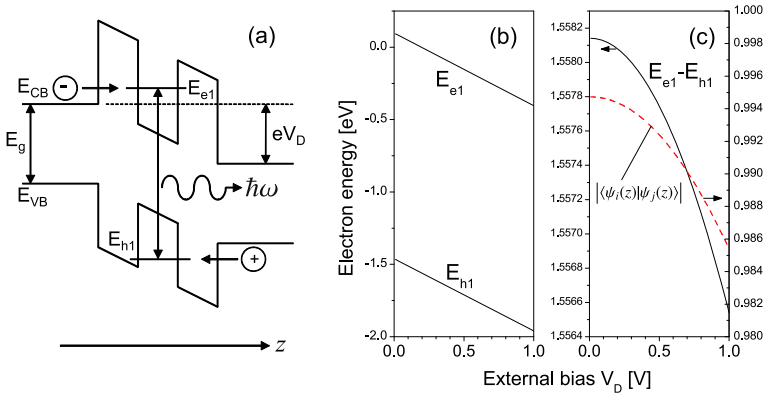 (a)
E_CB
−
E_e1
E_g
eV_D
E_VB
ħω
E_h1
+
z
(b)
Electron energy [eV]
0.0
-0.5
-1.0
-1.5
-2.0
E_e1
E_h1
0.0 0.5 1.0
(c)
1.5582
1.5580
1.5578
1.5576
1.5574
1.5570
1.5568
1.5566
1.5564
E_e1-E_h1
|⟨ψ_i(z)|ψ_j(z)⟩|
1.000
0.998
0.996
0.994
0.992
0.990
0.988
0.986
0.984
0.982
0.980
0.0 0.5 1.0
External bias V_D [V]